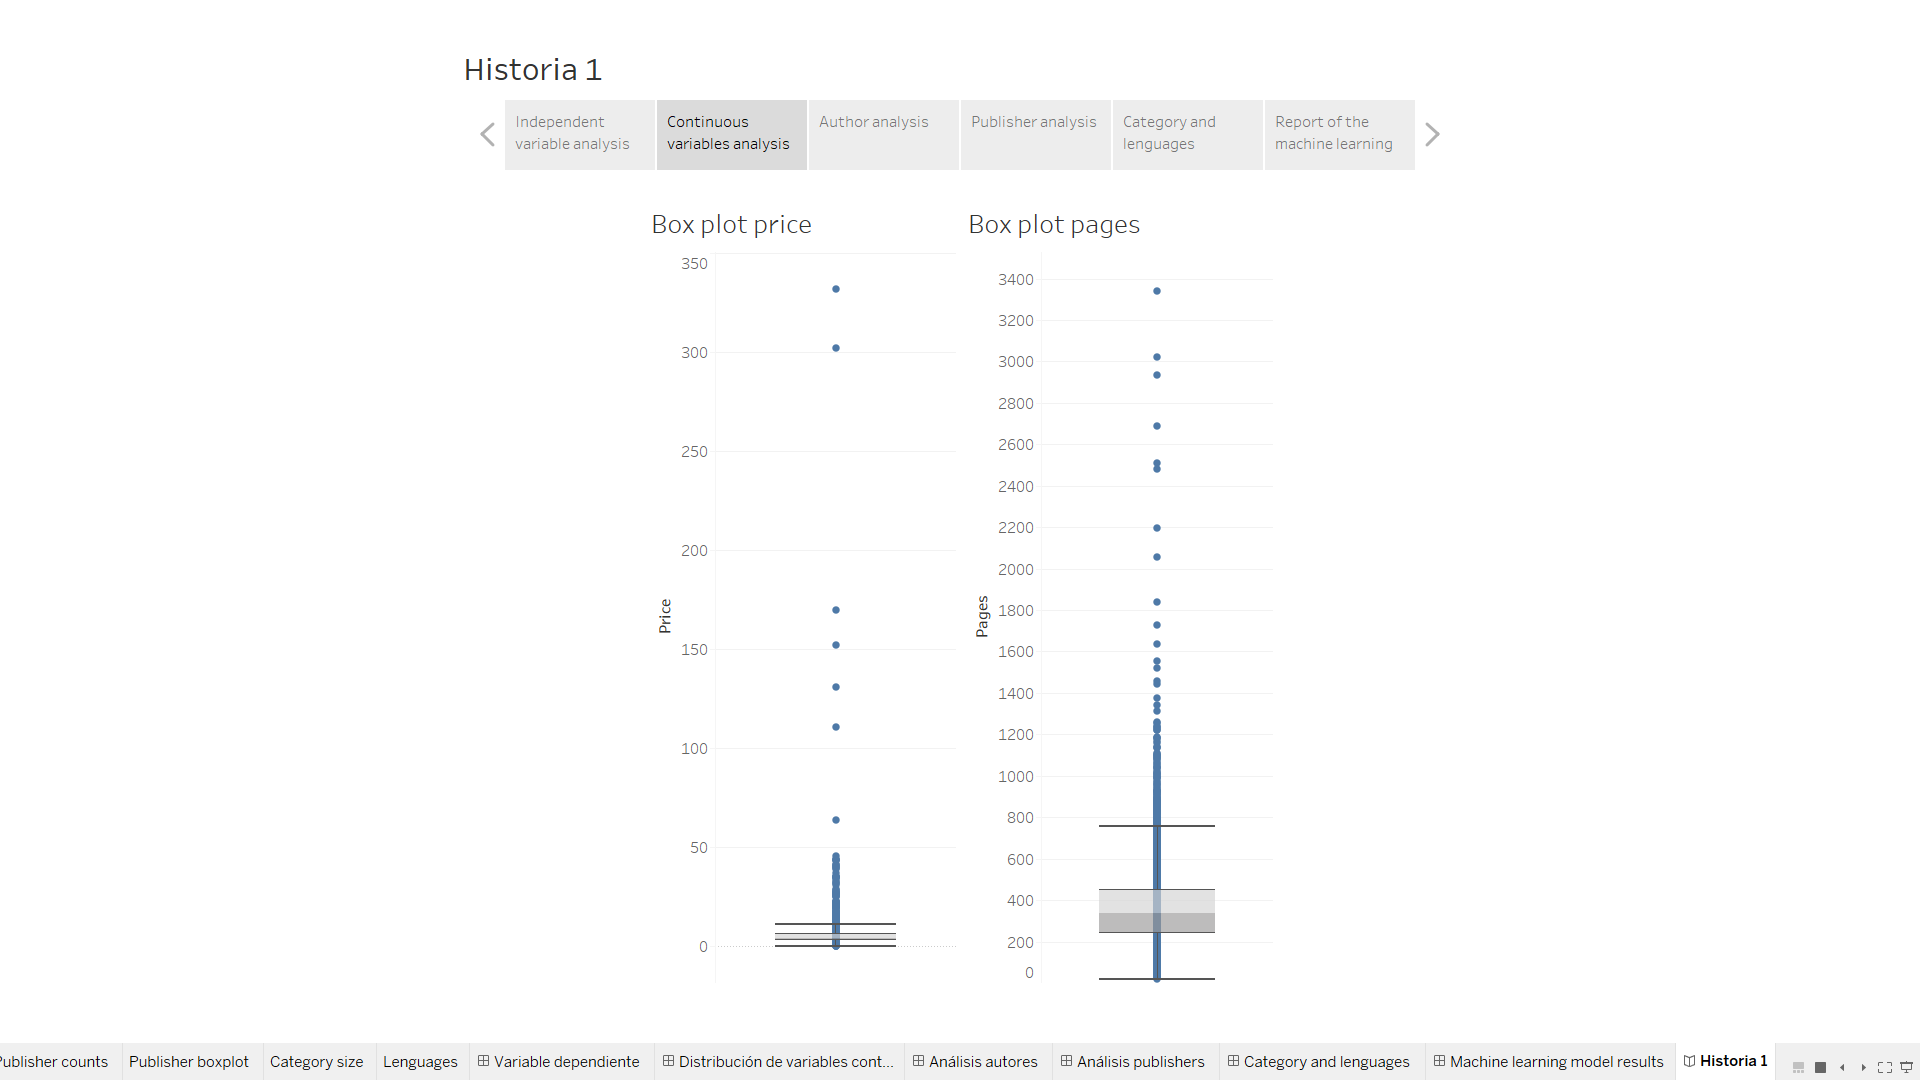 Historia 1
Independent
variable analysis
Continuous
variables analysis
Author analysis
Publisher analysis
Category and
lenguages
Report of the
machine learning
Box plot price
350
300
250
200
150
100
50
0
Price
Box plot pages
3400
3200
3000
2800
2600
2400
2200
2000
1800
1600
1400
1200
1000
800
600
400
200
0
Pages
Publisher counts
Publisher boxplot
Category size
Lenguages
Variable dependiente
Distribución de variables cont...
Análisis autores
Análisis publishers
Category and lenguages
Machine learning model results
Historia 1